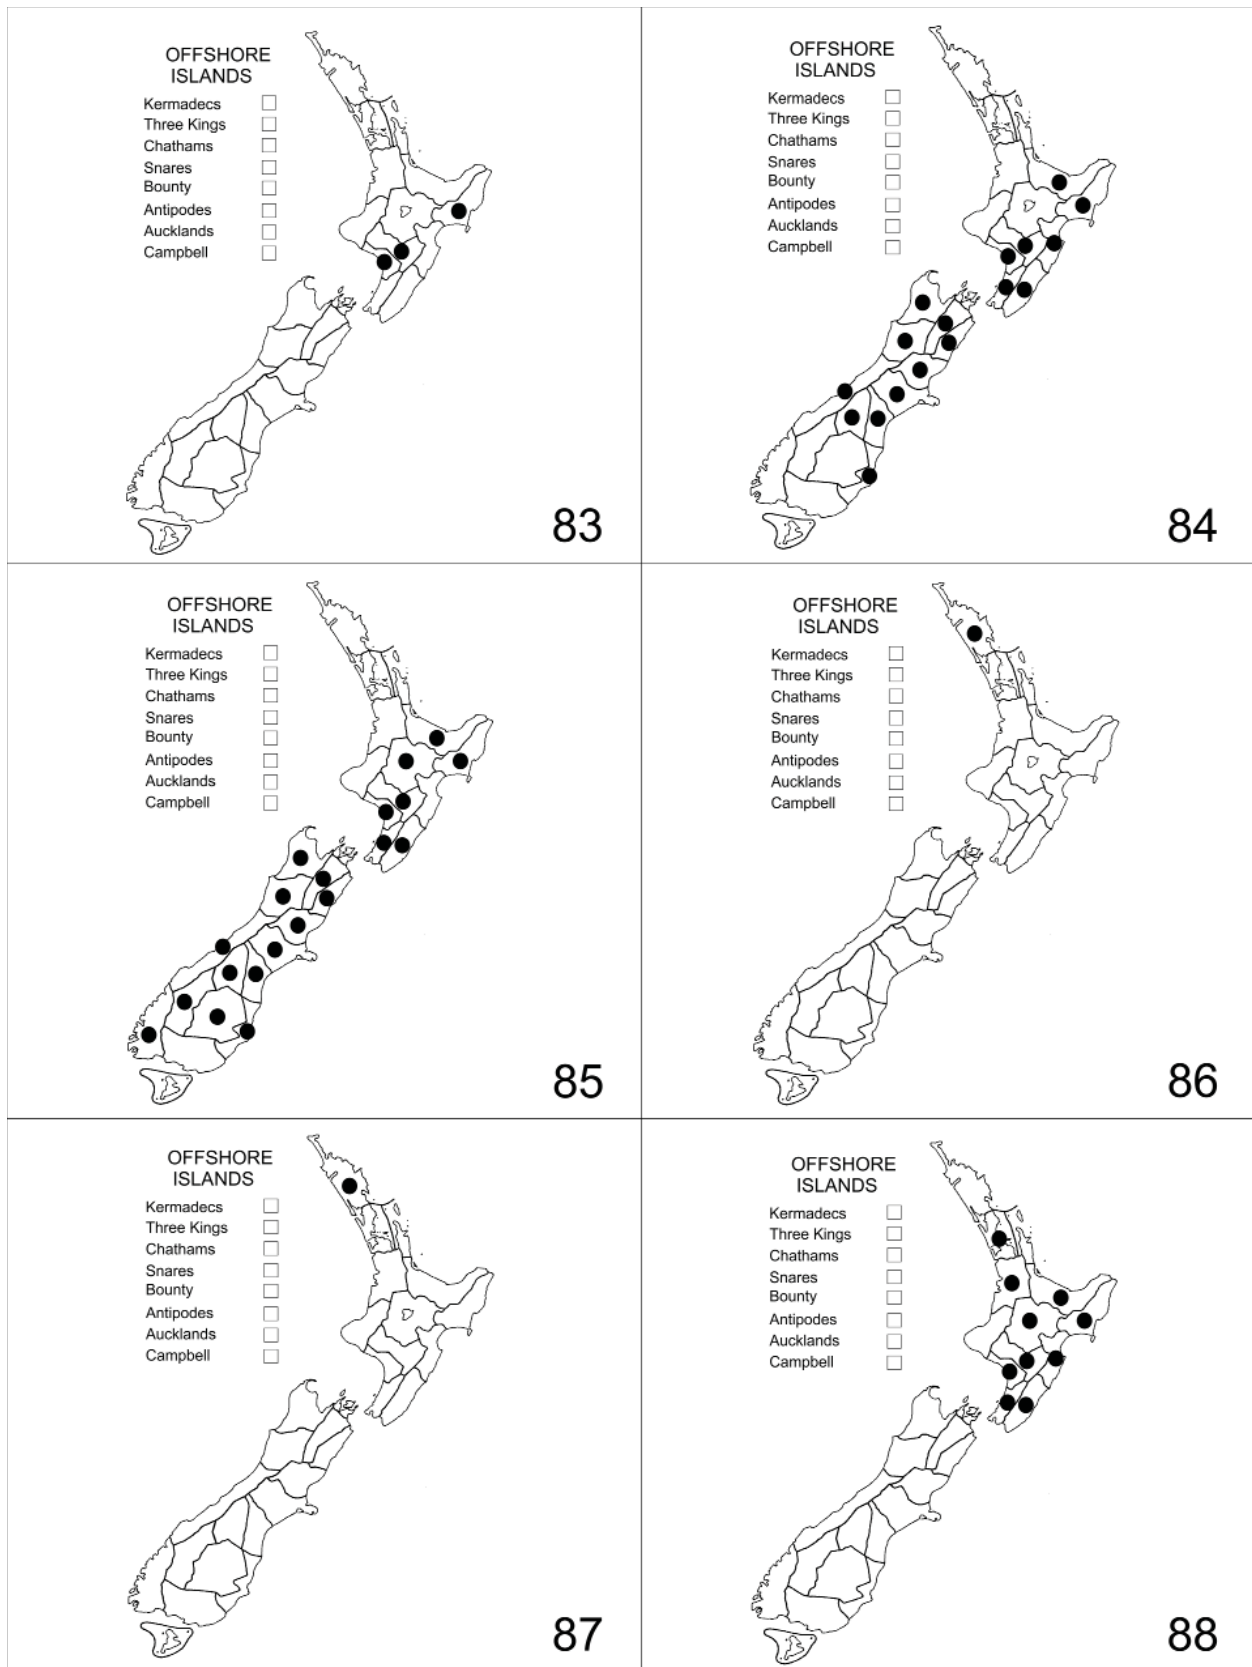 OFFSHORE
ISLANDS
Kermadecs
Three Kings
Chathams
Snares
Bounty
Antipodes
Aucklands
Campbell
83
OFFSHORE
ISLANDS
Kermadecs
Three Kings
Chathams
Snares
Bounty
Antipodes
Aucklands
Campbell
84
OFFSHORE
ISLANDS
Kermadecs
Three Kings
Chathams
Snares
Bounty
Antipodes
Aucklands
Campbell
85
OFFSHORE
ISLANDS
Kermadecs
Three Kings
Chathams
Snares
Bounty
Antipodes
Aucklands
Campbell
86
OFFSHORE
ISLANDS
Kermadecs
Three Kings
Chathams
Snares
Bounty
Antipodes
Aucklands
Campbell
87
OFFSHORE
ISLANDS
Kermadecs
Three Kings
Chathams
Snares
Bounty
Antipodes
Aucklands
Campbell
88